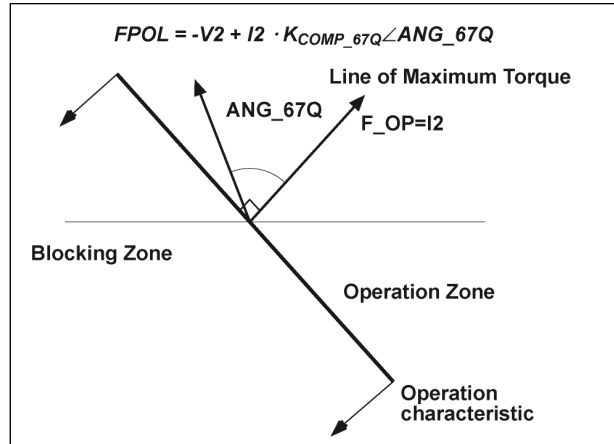 FPOL = -V2 + I2 · KCOMP_67Q∠ANG_67Q
Line of Maximum Torque
ANG_67Q
F_OP=I2
Blocking Zone
Operation Zone
Operation
characteristic